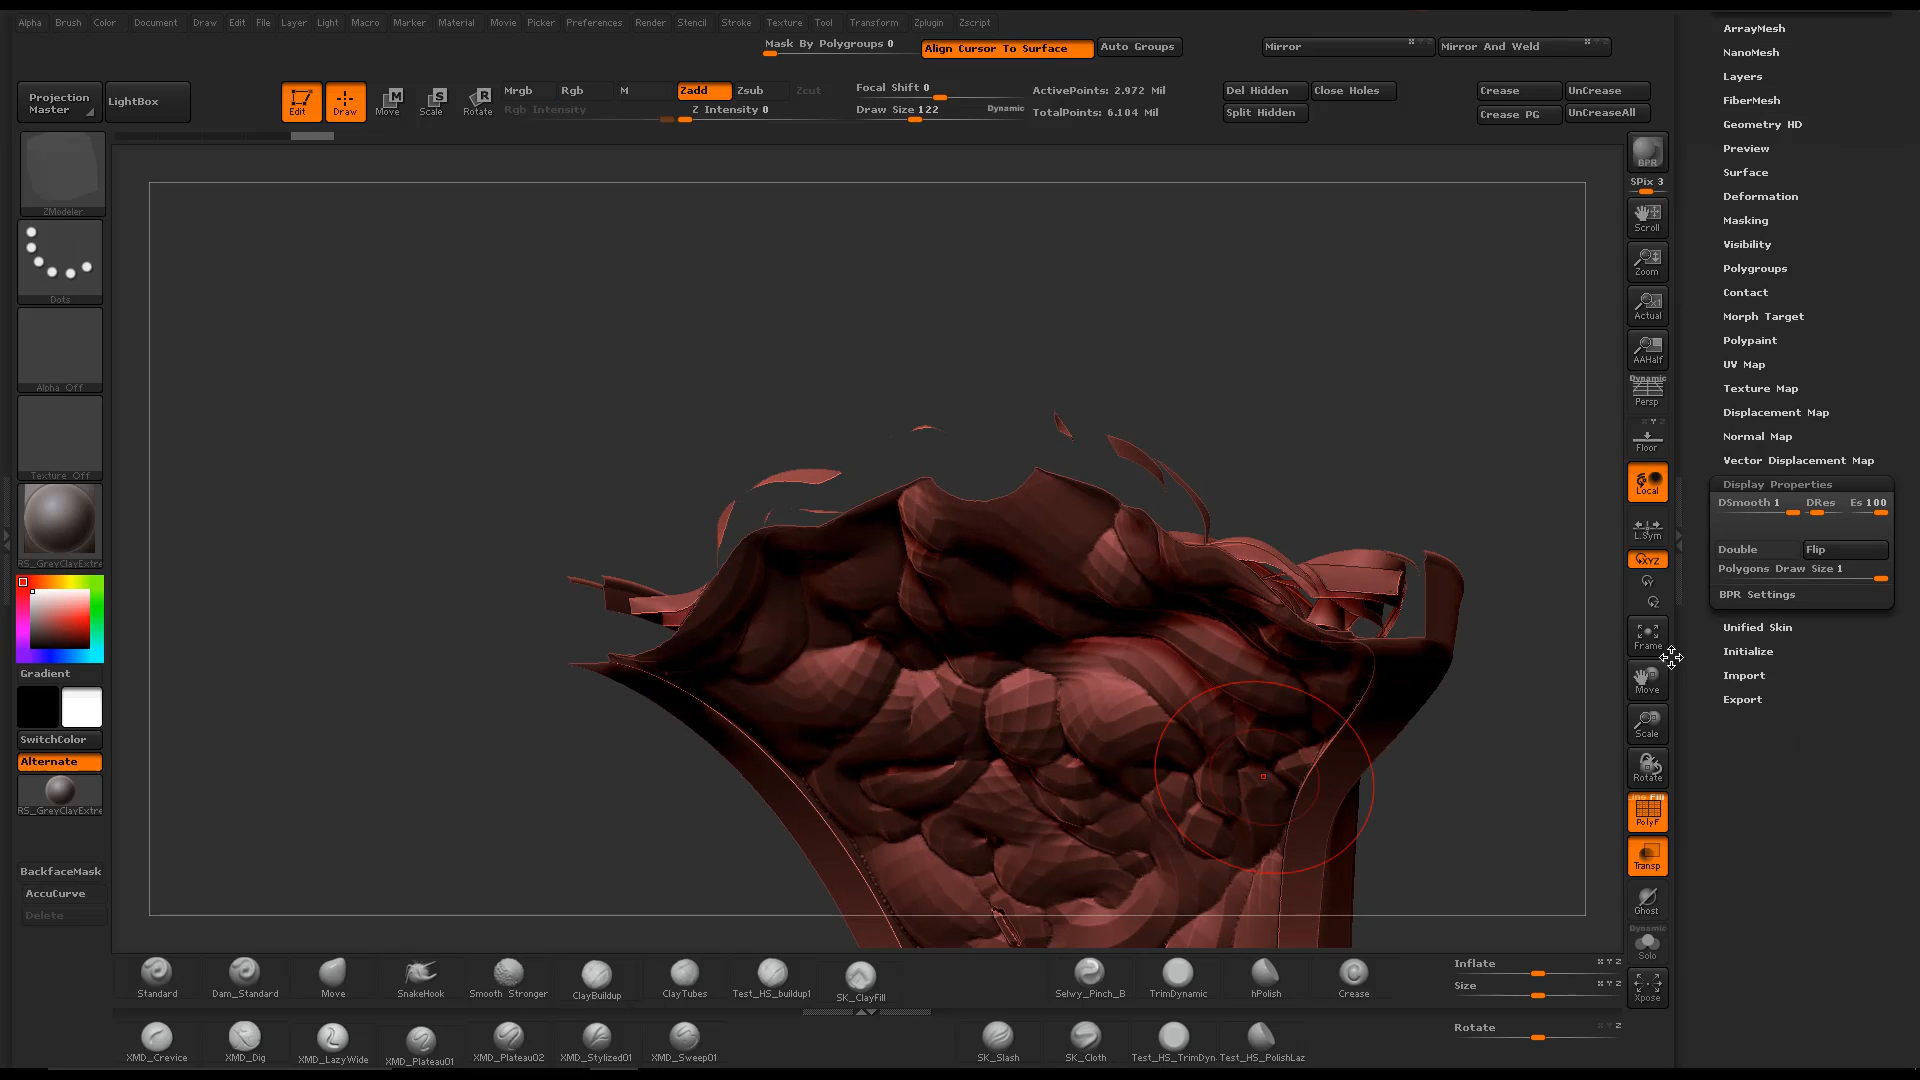 Alpha Brush Color Document Draw Edit File Layer Light Macro Marker Material Movie Picker Preferences Render Stencil Stroke Texture Tool Transform Zplugin Zscript
Mask By Polygroups 0
Align Cursor To Surface
Auto Groups
Mirror
Mirror And Weld
Projection Master
LightBox
Edit
Draw
Move
Scale
Rotate
Mrgb Rgb M
Rgb Intensity
Zadd Zsub Zcut
Z Intensity 0
Focal Shift 0
Draw Size 122
Dynamic
ActivePoints: 2.972 Mil
TotalPoints: 6.104 Mil
Del Hidden
Close Holes
Split Hidden
Crease
UnCrease
Crease PG
UnCreaseAll
ZModeler
Dots
Alpha Off
Texture Off
RS_GreyClayExtre
Gradient
SwitchColor
Alternate
RS_GreyClayExtre
BackfaceMask
AccuCurve
Delete
BPR
SPix 3
Scroll
Zoom
Actual
AAHalf
Dynamic
Persp
Floor
Local
L.Sym
XYZ
Frame
Move
Scale
Rotate
Line Fill
PolyF
Transp
Ghost
Dynamic
Solo
Xpose
ArrayMesh
NanoMesh
Layers
FiberMesh
Geometry HD
Preview
Surface
Deformation
Masking
Visibility
Polygroups
Contact
Morph Target
Polypaint
UV Map
Texture Map
Displacement Map
Normal Map
Vector Displacement Map
Display Properties
DSmooth 1 DRes Es 100
Double Flip
Polygons Draw Size 1
BPR Settings
Unified Skin
Initialize
Import
Export
Standard Dam_Standard Move SnakeHook Smooth Stronger ClayBuildup ClayTubes Test_HS_buildup1 SK_ClayFill Selwy_Pinch_B TrimDynamic hPolish Crease
Inflate
Size
XMD_Crevice XMD_Dig XMD_LazyWide XMD_Plateau01 XMD_Plateau02 XMD_Stylized01 XMD_Sweep01 SK_Slash SK_Cloth Test_HS_TrimDyn Test_HS_PolishLaz
Rotate